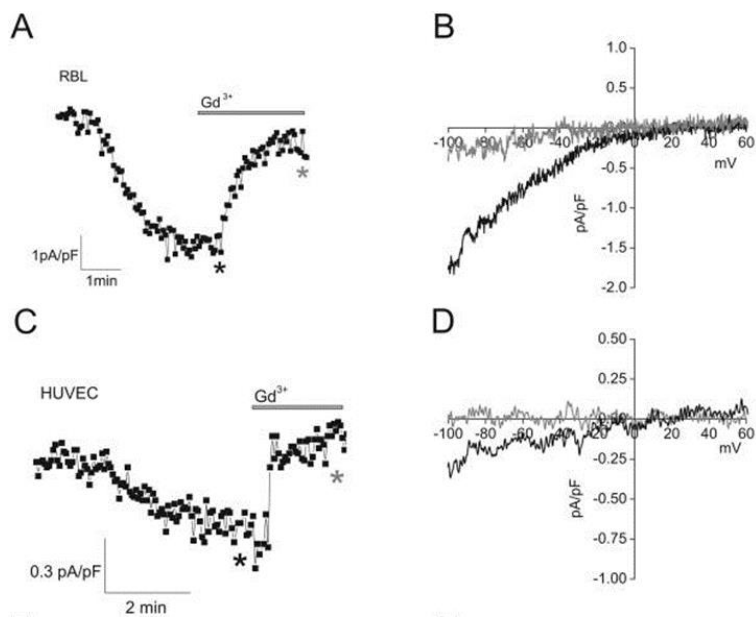 A
RBL
Gd3+
*
*
1pA/pF
1min
B
1.0
0.5
-100 -80 -60 -40 -20 0 20 40 60
mV
-0.5
-1.0
-1.5
-2.0
pA/pF
C
HUVEC
Gd3+
*
*
0.3 pA/pF
2 min
D
0.50
0.25
-100 -80 -60 -40 -20 0 20 40 60
mV
-0.25
-0.50
-0.75
-1.00
pA/pF